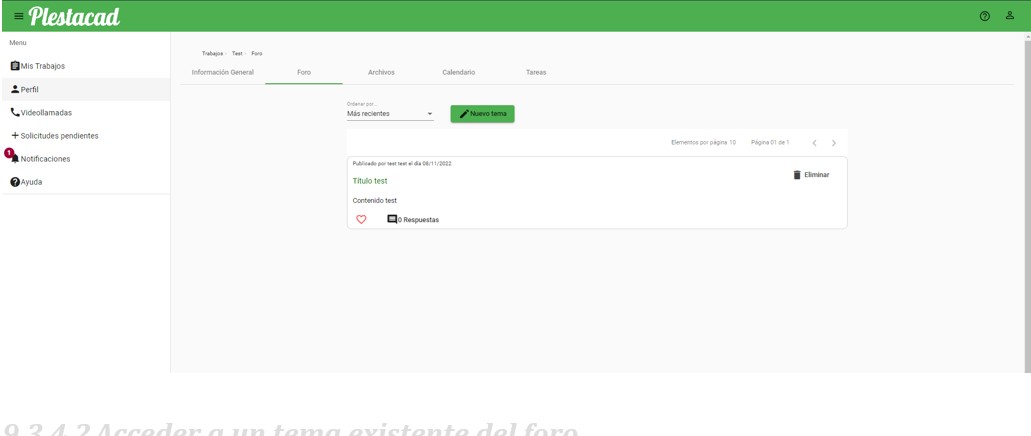 Plestacad
Menu
Mis Trabajos
Perfil
Videollamadas
Solicitudes pendientes
1
Notificaciones
Ayuda
Trabajos Test Foro
Información General Foro Archivos Calendario Tareas
Ordenar por...
Más recientes
Nuevo tema
Elementos por página 10 Página 01 de 1
Publicado por test test el día 08/11/2022
Título test
Eliminar
Contenido test
0 Respuestas
9.3.4.2 Acceder a un tema existente del foro